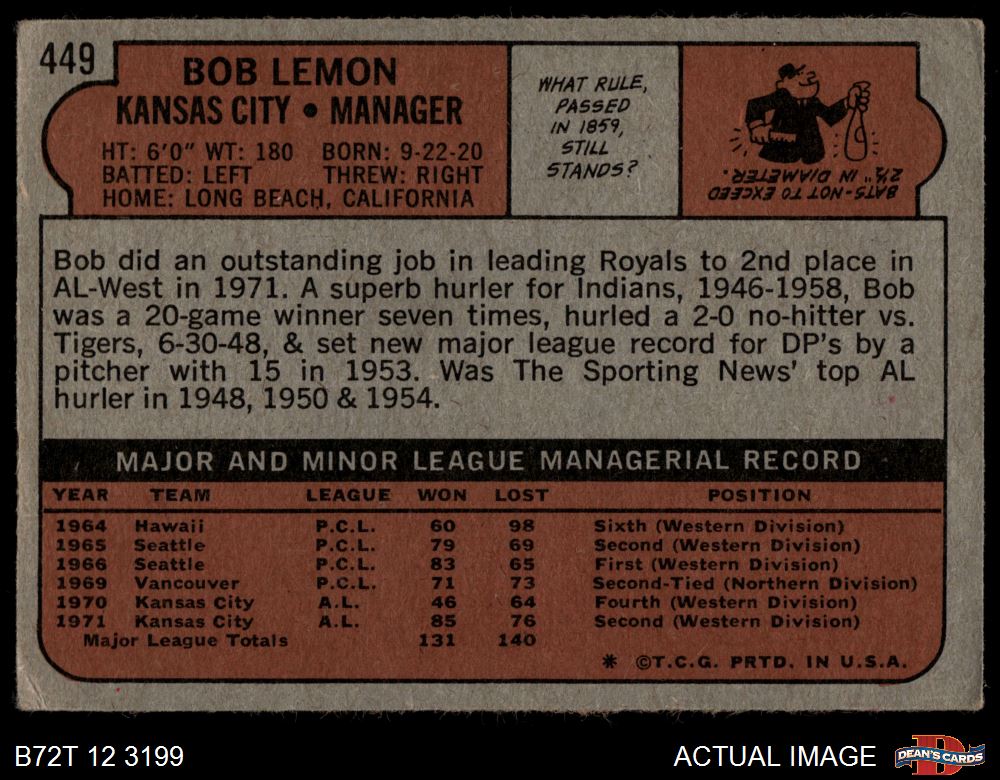 449
BOB LEMON
KANSAS CITY • MANAGER
HT: 6'0" WT: 180 BORN: 9-22-20
BATTED: LEFT THREW: RIGHT
HOME: LONG BEACH, CALIFORNIA
WHAT RULE,
PASSED
IN 1859,
STILL
STANDS?
BATS-NOT TO EXCEED
2½" IN DIAMETER.
Bob did an outstanding job in leading Royals to 2nd place in
AL-West in 1971. A superb hurler for Indians, 1946-1958, Bob
was a 20-game winner seven times, hurled a 2-0 no-hitter vs.
Tigers, 6-30-48, & set new major league record for DP's by a
pitcher with 15 in 1953. Was The Sporting News' top AL
hurler in 1948, 1950 & 1954.
MAJOR AND MINOR LEAGUE MANAGERIAL RECORD
YEAR TEAM LEAGUE WON LOST POSITION
1964 Hawaii P.C.L. 60 98 Sixth (Western Division)
1965 Seattle P.C.L. 79 69 Second (Western Division)
1966 Seattle P.C.L. 83 65 First (Western Division)
1969 Vancouver P.C.L. 71 73 Second-Tied (Northern Division)
1970 Kansas City A.L. 46 64 Fourth (Western Division)
1971 Kansas City A.L. 85 76 Second (Western Division)
Major League Totals 131 140
* ©T.C.G. PRTD. IN U.S.A.
B72T 12 3199
ACTUAL IMAGE
D
DEAN'S CARDS